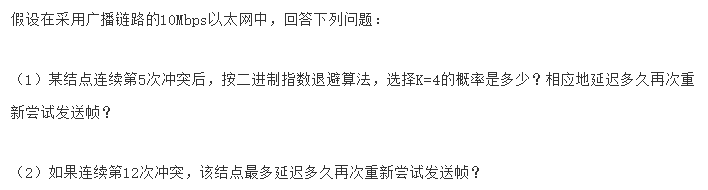 假设在采用广播链路的10Mbps以太网中，回答下列问题：
（1）某结点连续第5次冲突后，按二进制指数退避算法，选择K=4的概率是多少？相应地延迟多久再次重
新尝试发送帧？
（2）如果连续第12次冲突，该结点最多延迟多久再次重新尝试发送帧？